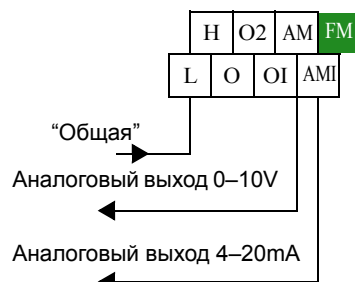 H O2 AM FM
L O OI AMI
“Общая”
Аналоговый выход 0–10V
Аналоговый выход 4–20mA